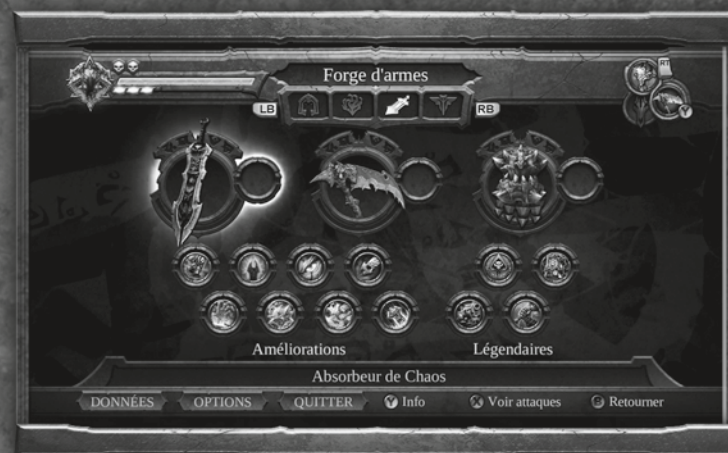 Forge d'armes
RT
LB RB
Y
Améliorations Légendaires
Absorbeur de Chaos
DONNÉES OPTIONS QUITTER Y Info X Voir attaques B Retourner